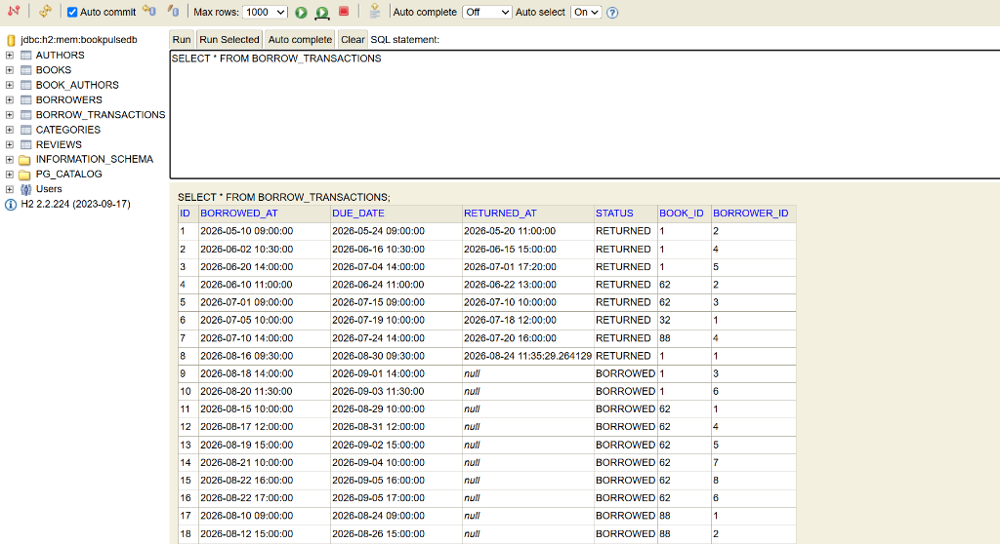 Auto commit Max rows: 1000 Auto complete Off Auto select On
jdbc:h2:mem:bookpulsedb
AUTHORS
BOOKS
BOOK_AUTHORS
BORROWERS
BORROW_TRANSACTIONS
CATEGORIES
REVIEWS
INFORMATION_SCHEMA
PG_CATALOG
Users
H2 2.2.224 (2023-09-17)
Run Run Selected Auto complete Clear SQL statement:
SELECT * FROM BORROW_TRANSACTIONS
SELECT * FROM BORROW_TRANSACTIONS;
ID BORROWED_AT DUE_DATE RETURNED_AT STATUS BOOK_ID BORROWER_ID
1 2026-05-10 09:00:00 2026-05-24 09:00:00 2026-05-20 11:00:00 RETURNED 1 2
2 2026-06-02 10:30:00 2026-06-16 10:30:00 2026-06-15 15:00:00 RETURNED 1 4
3 2026-06-20 14:00:00 2026-07-04 14:00:00 2026-07-01 17:20:00 RETURNED 1 5
4 2026-06-10 11:00:00 2026-06-24 11:00:00 2026-06-22 13:00:00 RETURNED 62 2
5 2026-07-01 09:00:00 2026-07-15 09:00:00 2026-07-10 10:00:00 RETURNED 62 3
6 2026-07-05 10:00:00 2026-07-19 10:00:00 2026-07-18 12:00:00 RETURNED 32 1
7 2026-07-10 14:00:00 2026-07-24 14:00:00 2026-07-20 16:00:00 RETURNED 88 4
8 2026-08-16 09:30:00 2026-08-30 09:30:00 2026-08-24 11:35:29.264129 RETURNED 1 1
9 2026-08-18 14:00:00 2026-09-01 14:00:00 null BORROWED 1 3
10 2026-08-20 11:30:00 2026-09-03 11:30:00 null BORROWED 1 6
11 2026-08-15 10:00:00 2026-08-29 10:00:00 null BORROWED 62 1
12 2026-08-17 12:00:00 2026-08-31 12:00:00 null BORROWED 62 4
13 2026-08-19 15:00:00 2026-09-02 15:00:00 null BORROWED 62 5
14 2026-08-21 10:00:00 2026-09-04 10:00:00 null BORROWED 62 7
15 2026-08-22 16:00:00 2026-09-05 16:00:00 null BORROWED 62 8
16 2026-08-22 17:00:00 2026-09-05 17:00:00 null BORROWED 62 6
17 2026-08-10 09:00:00 2026-08-24 09:00:00 null BORROWED 88 1
18 2026-08-12 15:00:00 2026-08-26 15:00:00 null BORROWED 88 2